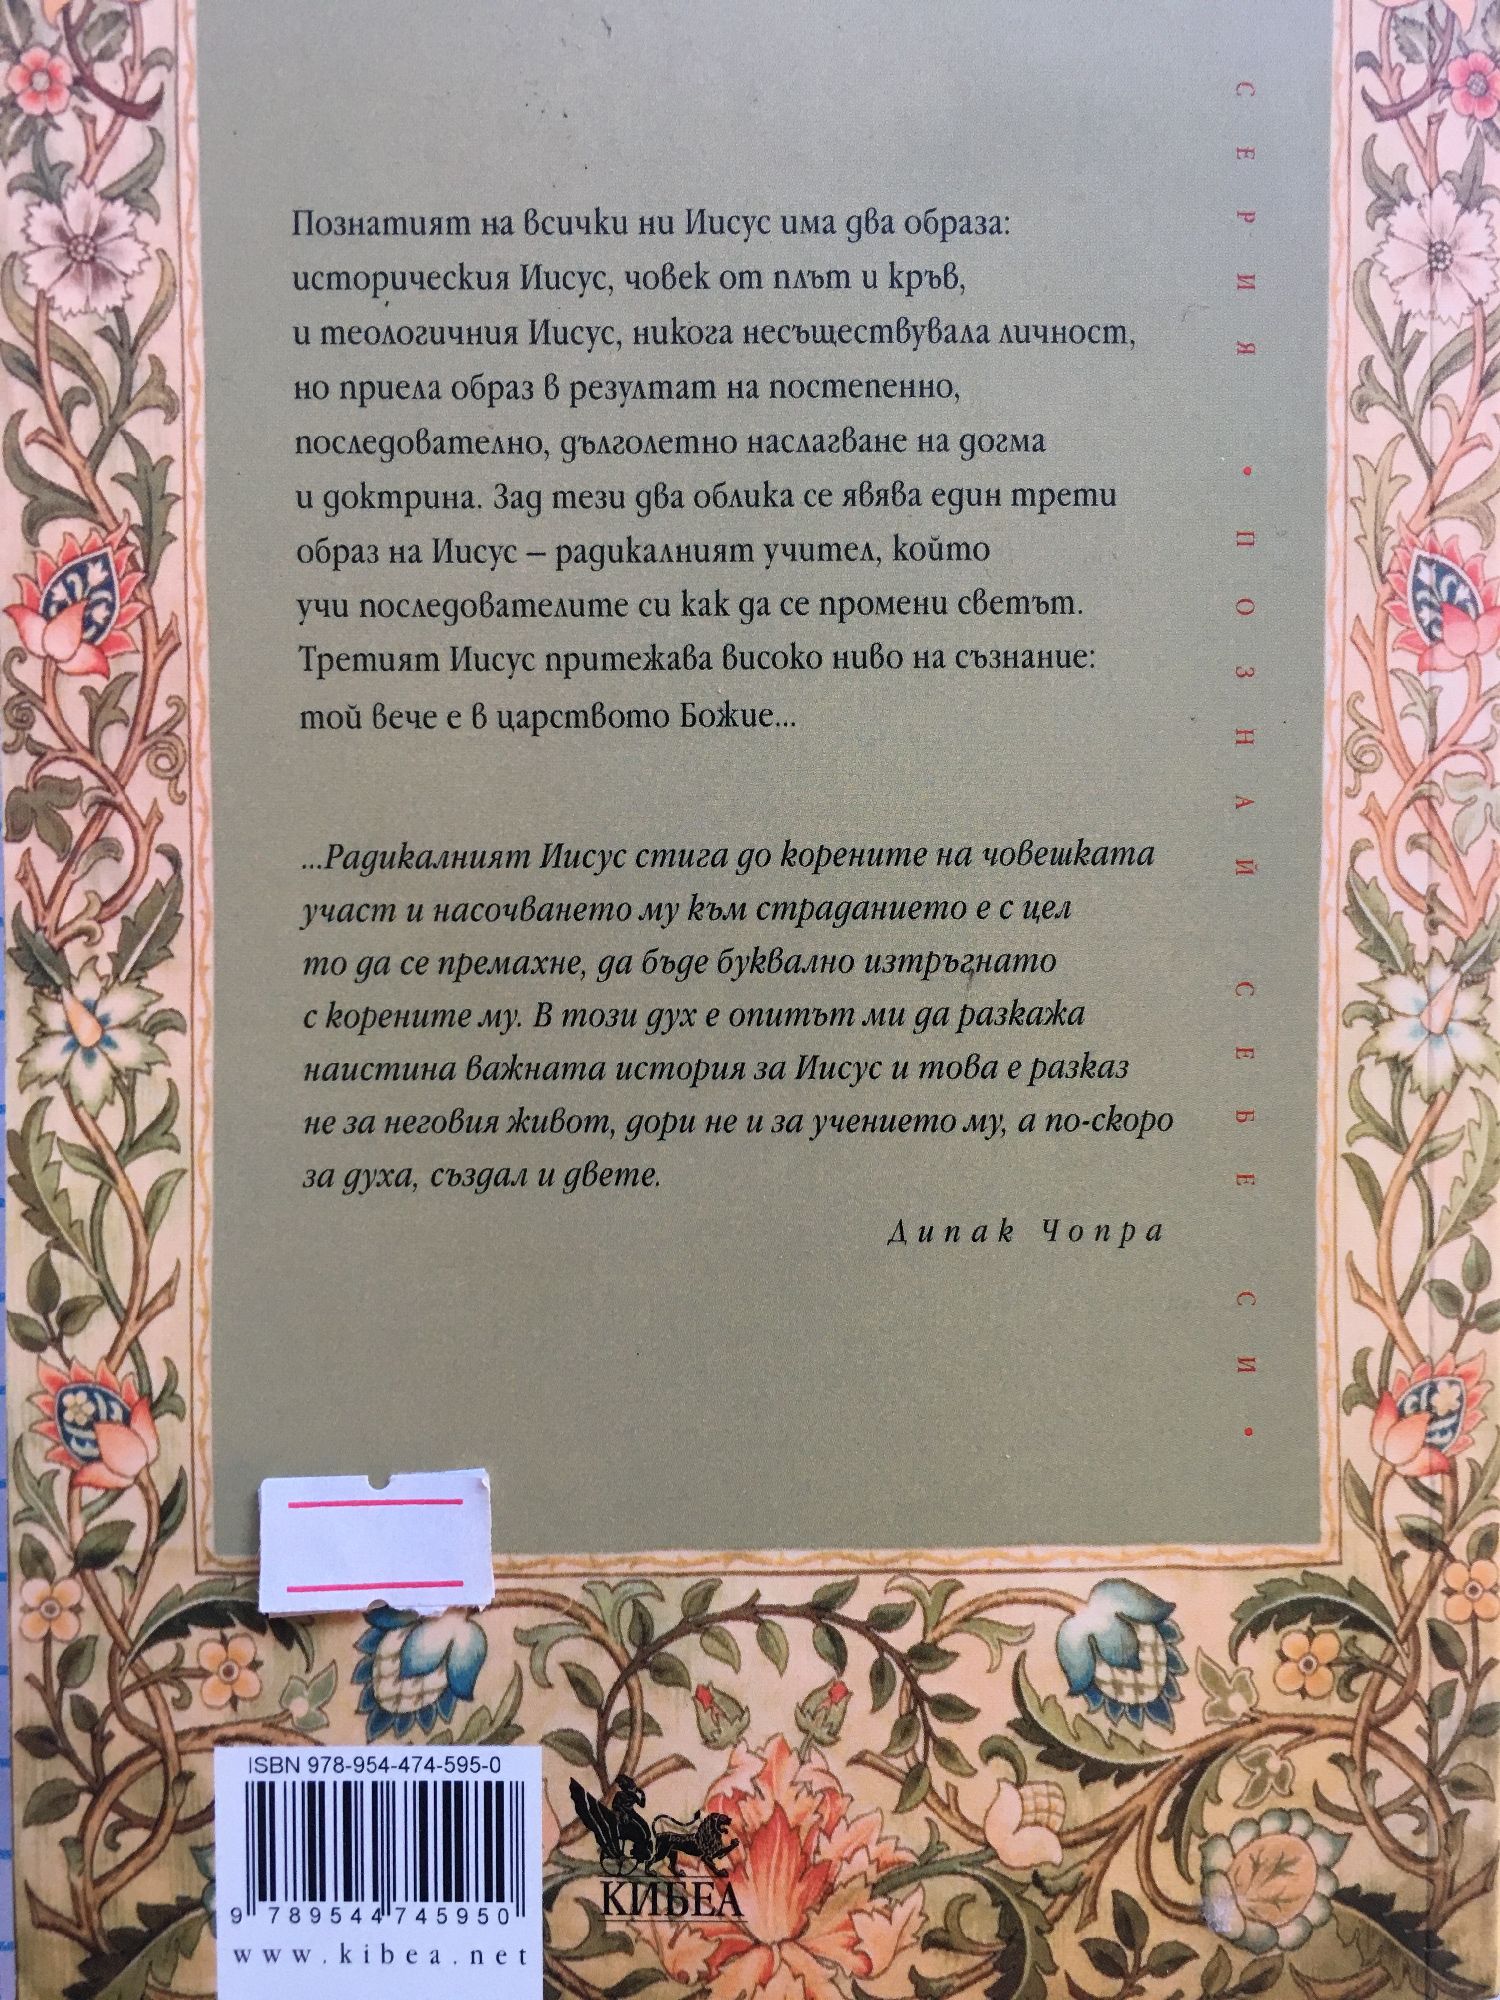 Познатият на всички ни Иисус има два образа:
историческия Иисус, човек от плът и кръв,
и теологичния Иисус, никога несъществувала личност,
но приела образ в резултат на постепенно,
последователно, дълголетно наслагване на догма
и доктрина. Зад тези два облика се явява един трети
образ на Иисус – радикалният учител, който
учи последователите си как да се промени светът.
Третият Иисус притежава високо ниво на съзнание:
той вече е в царството Божие...
...Радикалният Иисус стига до корените на човешката
участ и насочването му към страданието е с цел
то да се премахне, да бъде буквално изтръгнато
с корените му. В този дух е опитът ми да разкажа
наистина важната история за Иисус и това е разказ
не за неговия живот, дори не и за учението му, а по-скоро
за духа, създал и двете.
Дипак Чопра
СЕРИЯ • ПОЗНАЙ СЕБЕ СИ •
ISBN 978-954-474-595-0
9 789544 745950
www.kibea.net
КИБЕА